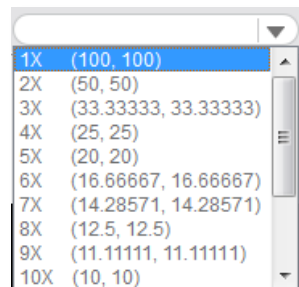 1X (100, 100)
2X (50, 50)
3X (33.33333, 33.33333)
4X (25, 25)
5X (20, 20)
6X (16.66667, 16.66667)
7X (14.28571, 14.28571)
8X (12.5, 12.5)
9X (11.11111, 11.11111)
10X (10, 10)